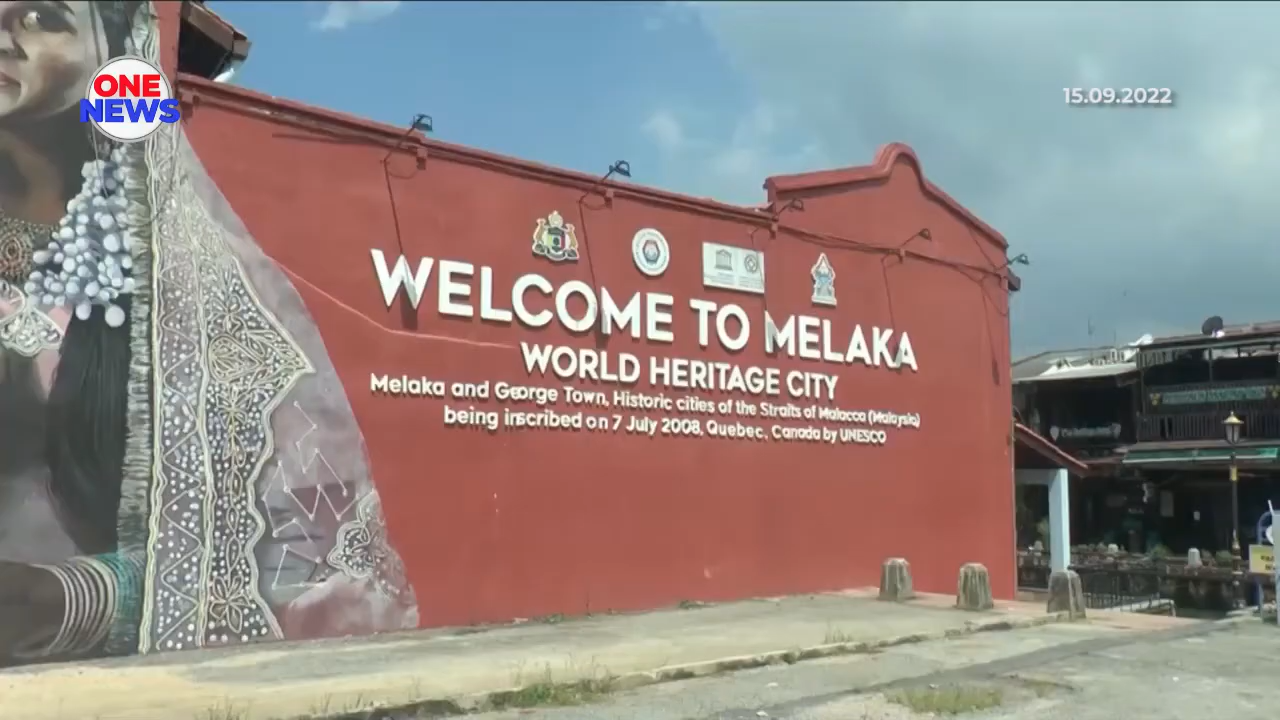 ONE
NEWS
15.09.2022
WELCOME TO MELAKA
WORLD HERITAGE CITY
Melaka and George Town, Historic cities of the Straits of Malacca (Malaysia)
being inscribed on 7 July 2008, Quebec, Canada by UNESCO